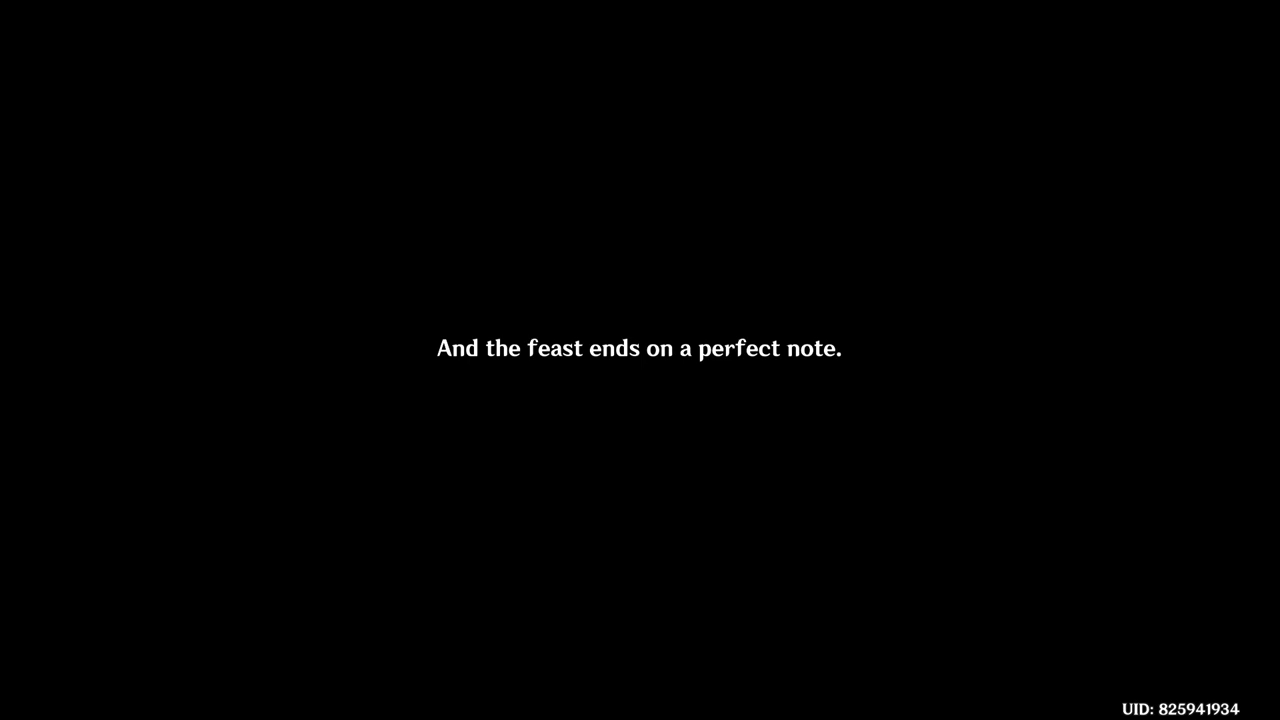 And the feast ends on a perfect note.
UID: 825941934